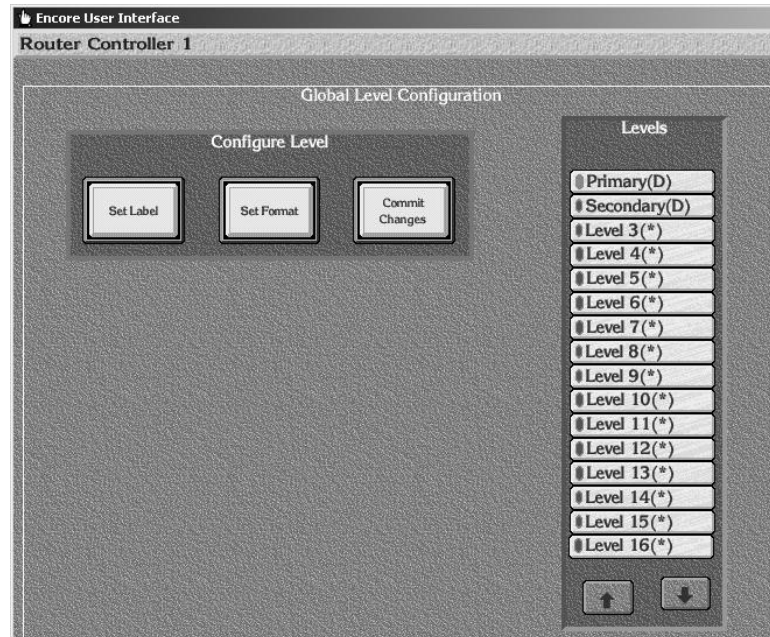 Encore User Interface
Router Controller 1
Global Level Configuration
Configure Level
Set Label
Set Format
Commit
Changes
Levels
Primary(D)
Secondary(D)
Level 3(*)
Level 4(*)
Level 5(*)
Level 6(*)
Level 7(*)
Level 8(*)
Level 9(*)
Level 10(*)
Level 11(*)
Level 12(*)
Level 13(*)
Level 14(*)
Level 15(*)
Level 16(*)